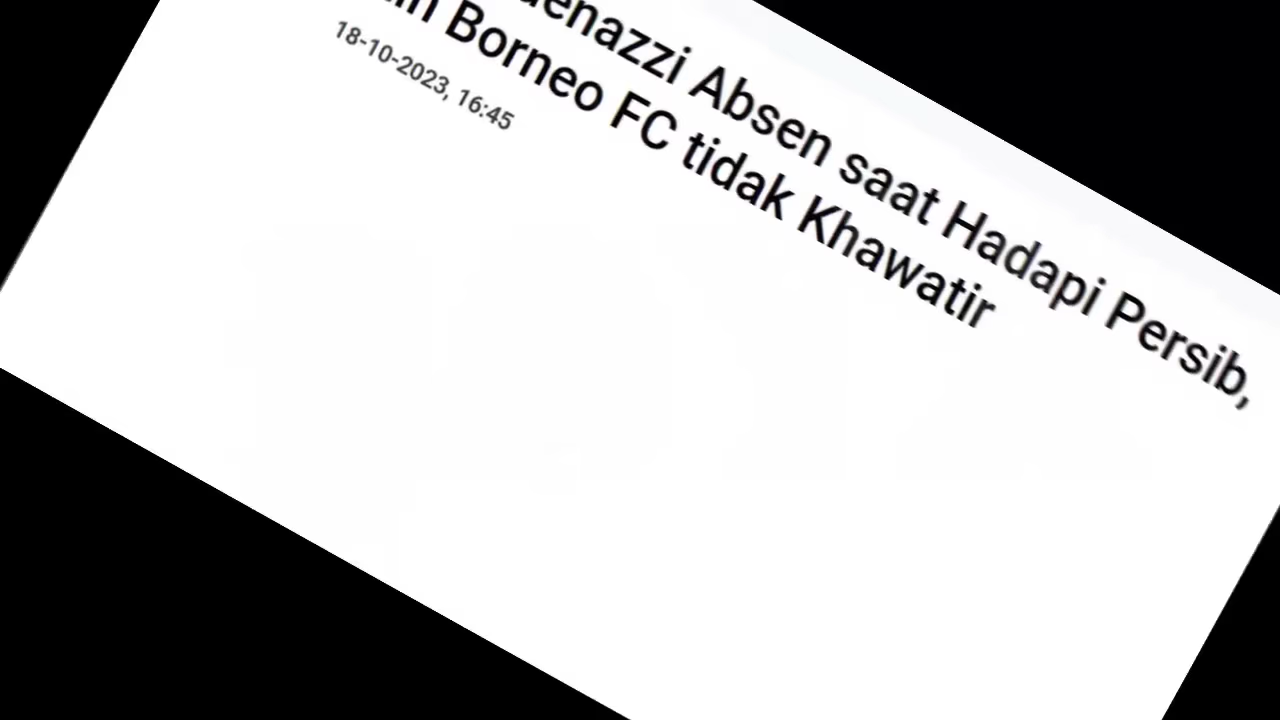 Absen saat Hadapi Persib,
Borneo FC tidak Khawatir
18-10-2023, 16:45